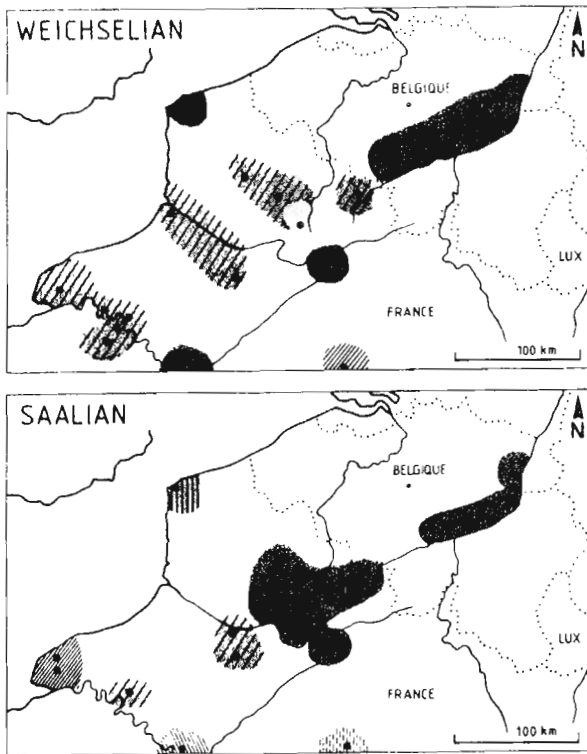 WEICHSELIAN
N
BELGIQUE
LUX
FRANCE
100 km
SAALIAN
N
BELGIQUE
LUX
FRANCE
100 km